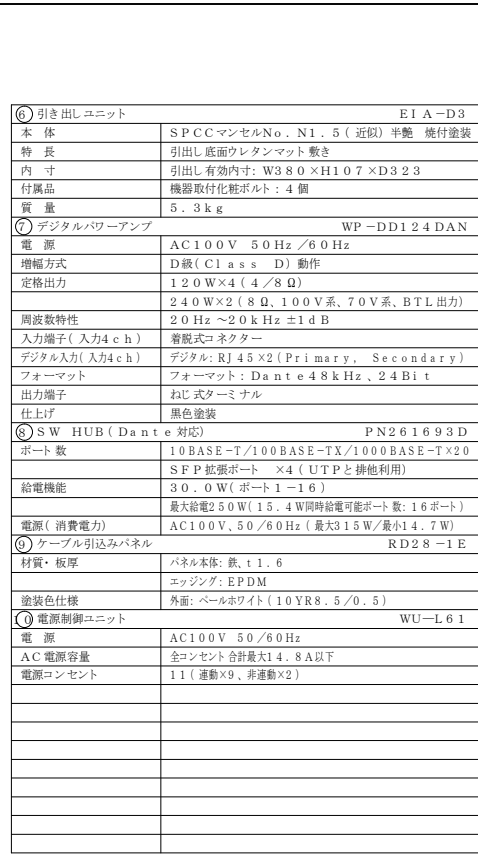 ⑥引き出しユニット EIA-D3
本 体 SPCCマンセルNo.N1.5(近似)半艶 焼付塗装
特 長 引出し底面ウレタンマット敷き
内 寸 引出し有効内寸:W380×H107×D323
付属品 機器取付化粧ボルト:4個
質 量 5.3kg
⑦デジタルパワーアンプ WP-DD124DAN
電 源 AC100V 50Hz/60Hz
増幅方式 D級(Class D)動作
定格出力 120W×4(4/8Ω)
240W×2(8Ω、100V系、70V系、BTL出力)
周波数特性 20Hz~20kHz±1dB
入力端子(入力4ch) 着脱式コネクター
デジタル入力(入力4ch) デジタル:RJ45×2(Primary, Secondary)
フォーマット フォーマット:Dante48kHz、24Bit
出力端子 ねじ式ターミナル
仕上げ 黒色塗装
⑧SW HUB(Dante対応) PN261693D
ポート数 10BASE-T/100BASE-TX/1000BASE-T×20
SFP拡張ポート ×4(UTPと排他利用)
給電機能 30.0W(ポート1-16)
最大給電250W(15.4W同時給電可能ポート数:16ポート)
電源(消費電力) AC100V、50/60Hz(最大315W/最小14.7W)
⑨ケーブル引込みパネル RD28-1E
材質・板厚 パネル本体:鉄、t1.6
エッジング:EPDM
塗装色仕様 外面:ペールホワイト(10YR8.5/0.5)
⑩電源制御ユニット WU―L61
電 源 AC100V 50/60Hz
AC電源容量 全コンセント合計最大14.8A以下
電源コンセント 11(連動×9、非連動×2)